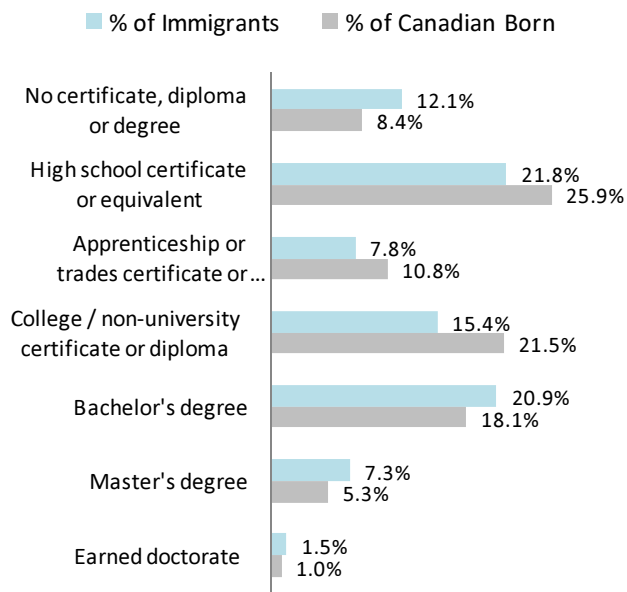 % of Immigrants % of Canadian Born
No certificate, diploma
or degree
12.1%
8.4%
High school certificate
or equivalent
21.8%
25.9%
Apprenticeship or
trades certificate or...
7.8%
10.8%
College / non-university
certificate or diploma
15.4%
21.5%
Bachelor's degree
20.9%
18.1%
Master's degree
7.3%
5.3%
Earned doctorate
1.5%
1.0%